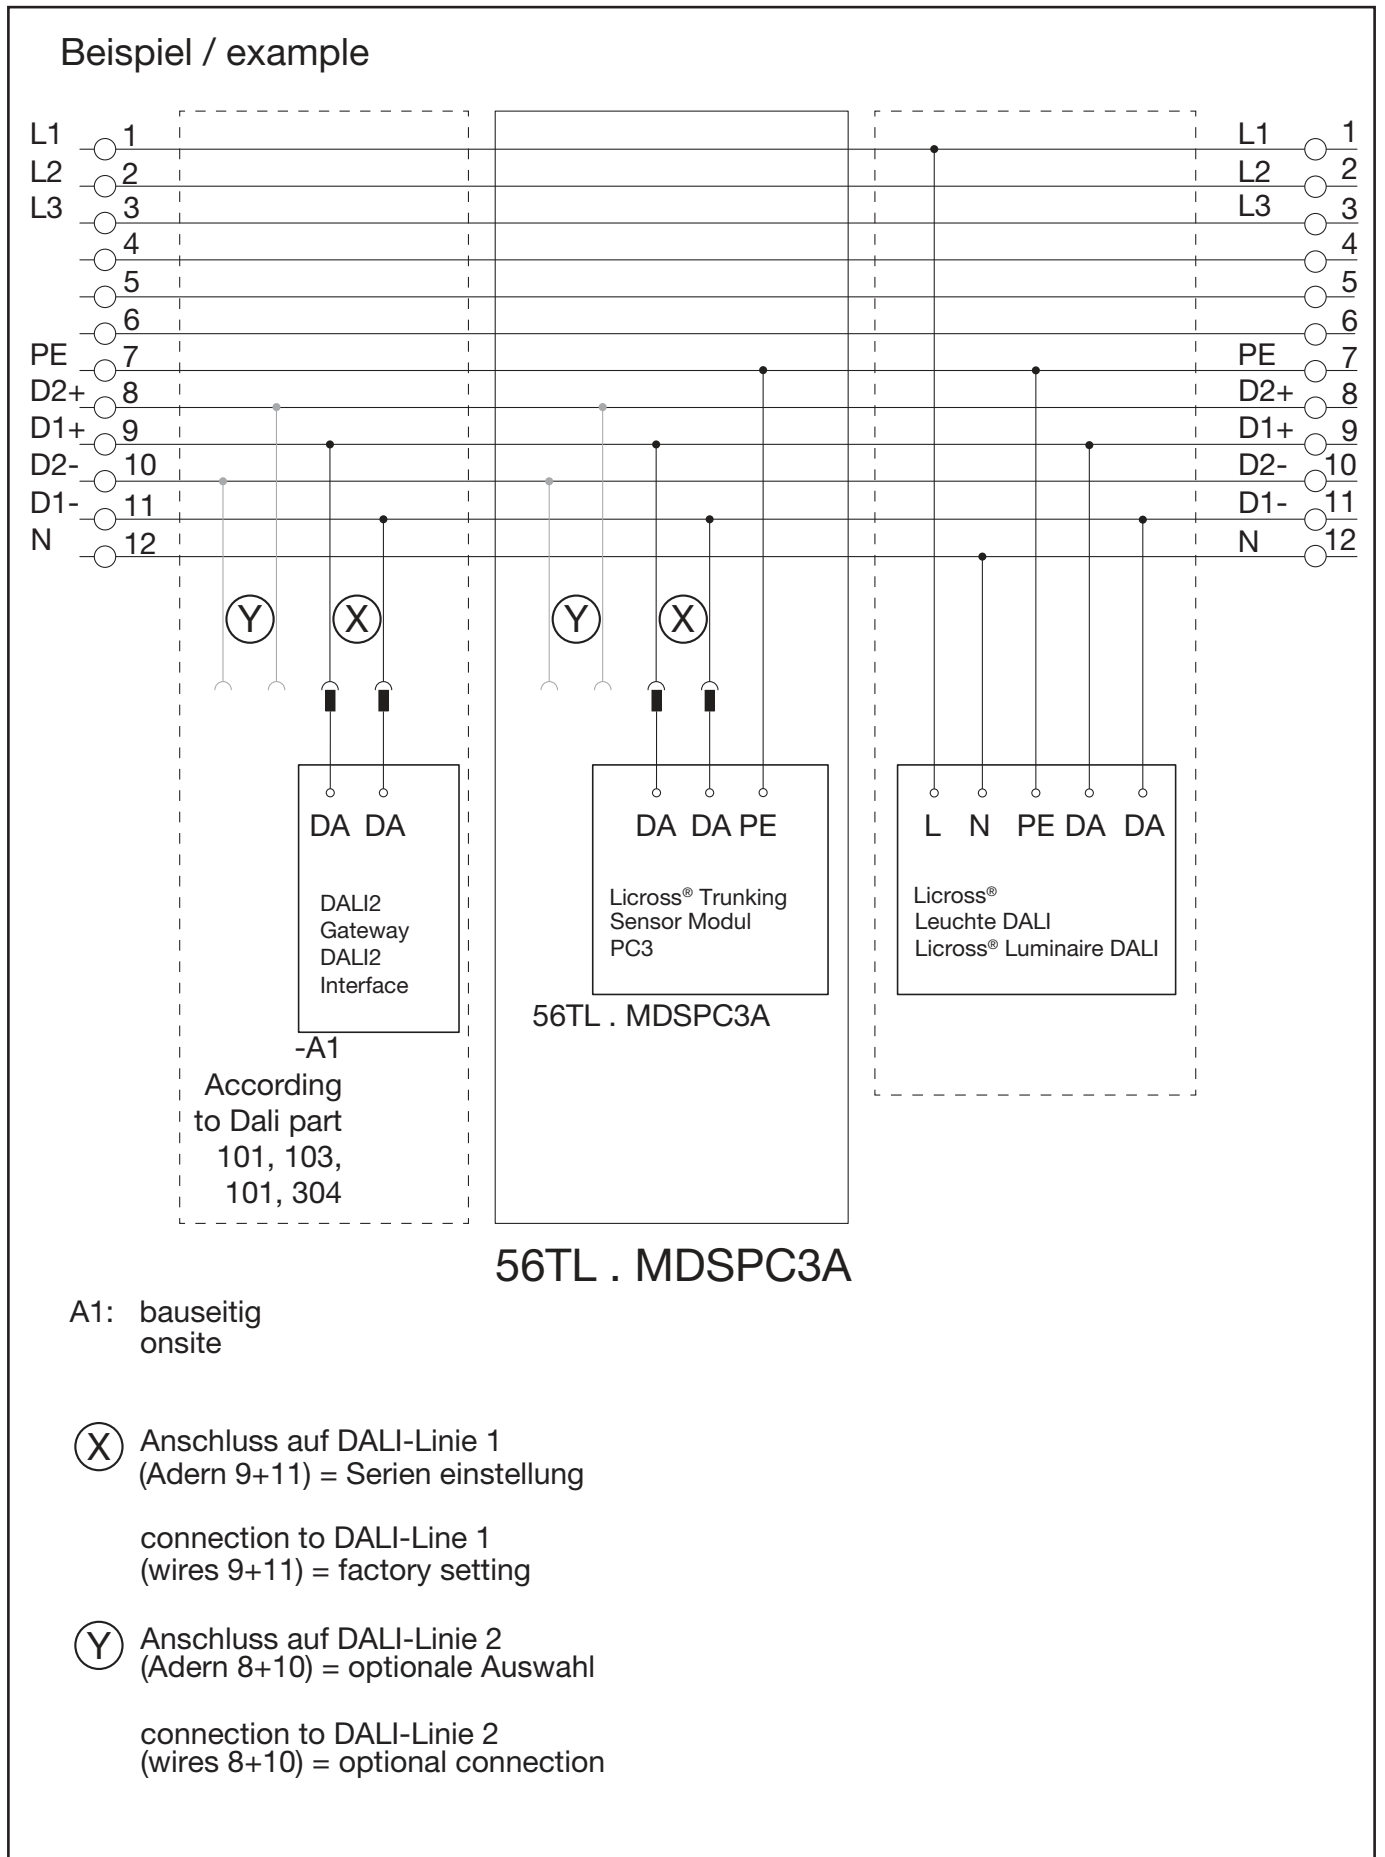 Beispiel / example
L1 1 L1 1
L2 2 L2 2
L3 3 L3 3
4 4
5 5
6 6
PE 7 PE 7
D2+ 8 D2+ 8
D1+ 9 D1+ 9
D2- 10 D2- 10
D1- 11 D1- 11
N 12 N 12
Y X Y X
DA DA
DALI2
Gateway
DALI2
Interface
-A1
According
to Dali part
101, 103,
101, 304
DA DA PE
Licross® Trunking
Sensor Modul
PC3
56TL . MDSPC3A
L N PE DA DA
Licross®
Leuchte DALI
Licross® Luminaire DALI
56TL . MDSPC3A
A1: bauseitig
onsite
X Anschluss auf DALI-Linie 1
(Adern 9+11) = Serien einstellung
connection to DALI-Line 1
(wires 9+11) = factory setting
Y Anschluss auf DALI-Linie 2
(Adern 8+10) = optionale Auswahl
connection to DALI-Linie 2
(wires 8+10) = optional connection